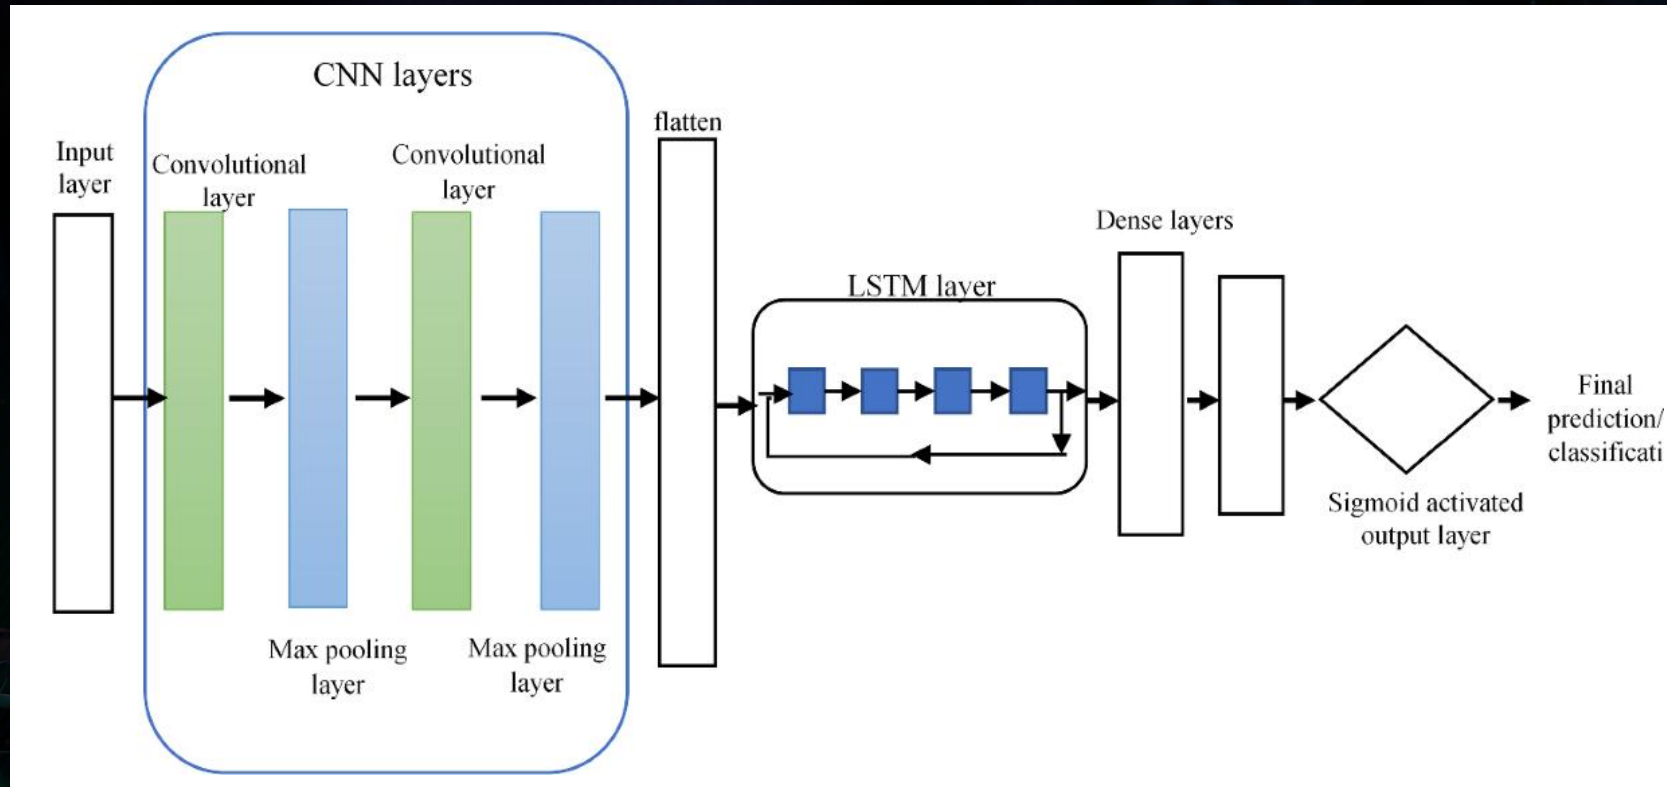 CNN layers
Input
layer
Convolutional
layer
Convolutional
layer
Max pooling
layer
Max pooling
layer
flatten
LSTM layer
Dense layers
Sigmoid activated
output layer
Final
prediction/
classificati